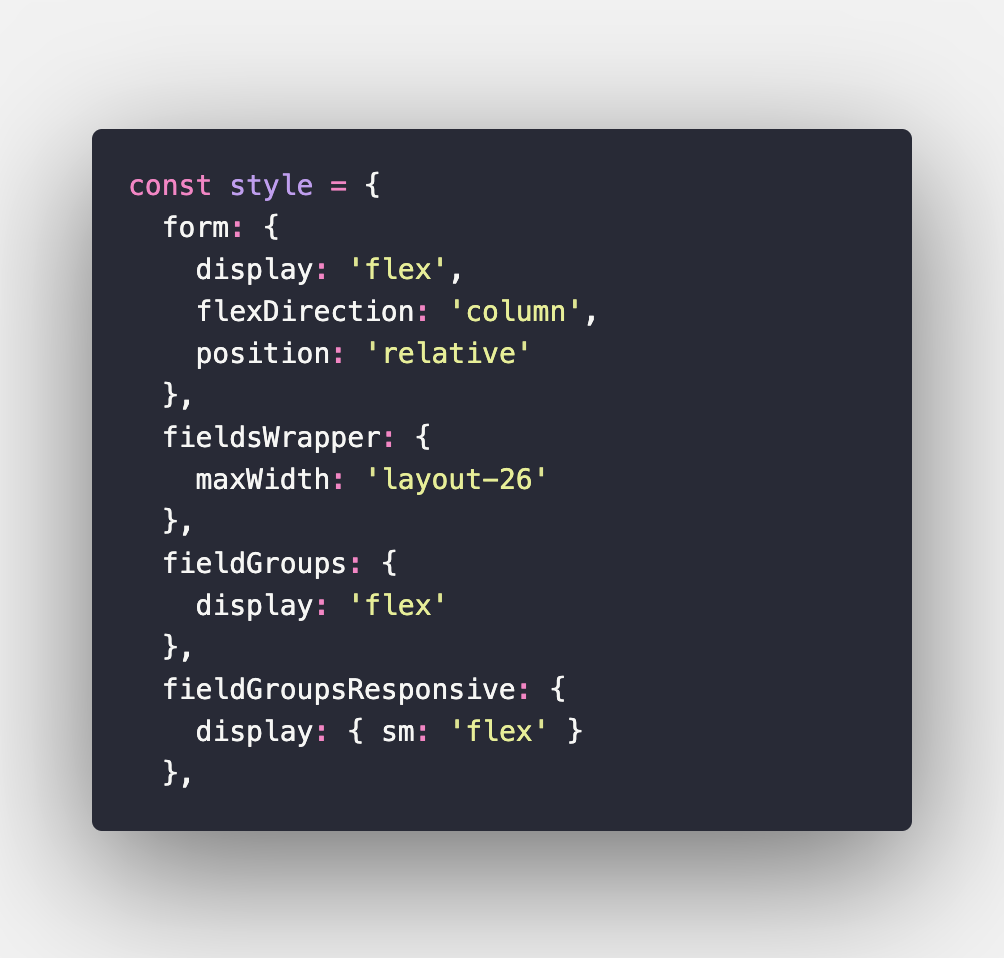 const style = {
  form: {
    display: 'flex',
    flexDirection: 'column',
    position: 'relative'
  },
  fieldsWrapper: {
    maxWidth: 'layout-26'
  },
  fieldGroups: {
    display: 'flex'
  },
  fieldGroupsResponsive: {
    display: { sm: 'flex' }
  },